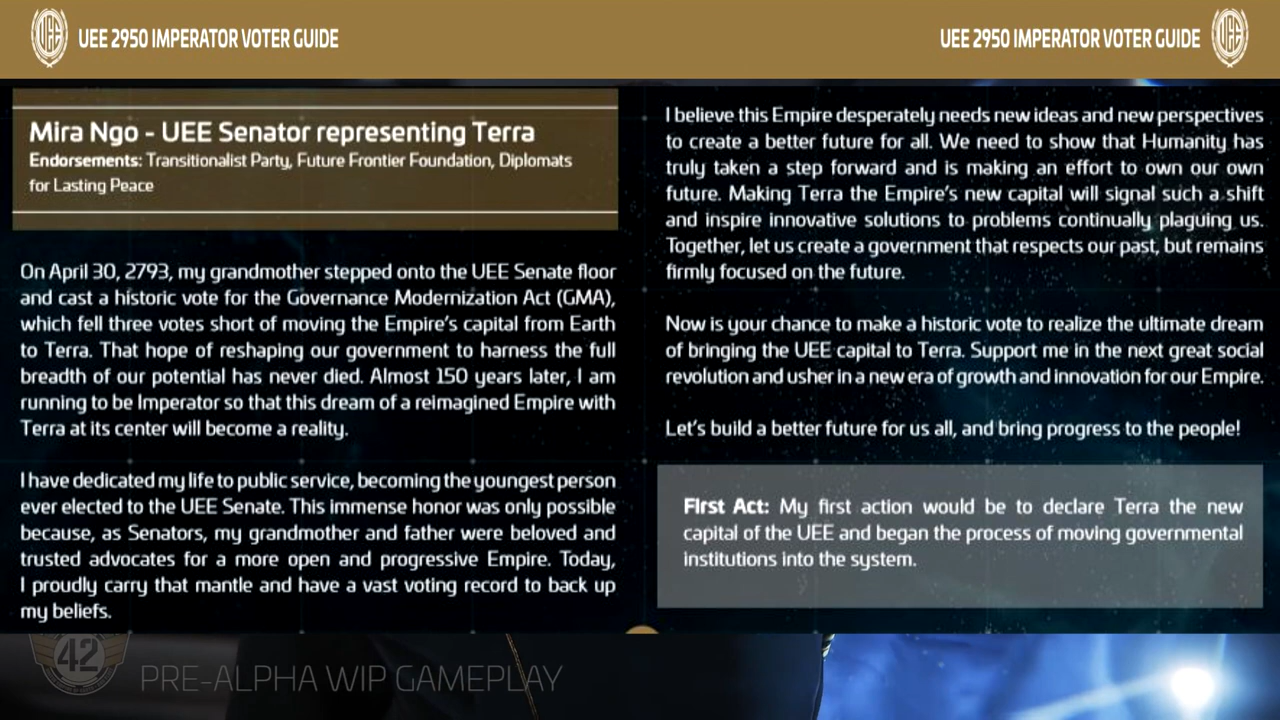 UEE
UEE 2950 IMPERATOR VOTER GUIDE
UEE 2950 IMPERATOR VOTER GUIDE
UEE
Mira Ngo - UEE Senator representing Terra
Endorsements: Transitionalist Party, Future Frontier Foundation, Diplomats
for Lasting Peace
On April 30, 2793, my grandmother stepped onto the UEE Senate floor
and cast a historic vote for the Governance Modernization Act (GMA),
which fell three votes short of moving the Empire's capital from Earth
to Terra. That hope of reshaping our government to harness the full
breadth of our potential has never died. Almost 150 years later, I am
running to be Imperator so that this dream of a reimagined Empire with
Terra at its center will become a reality.
I have dedicated my life to public service, becoming the youngest person
ever elected to the UEE Senate. This immense honor was only possible
because, as Senators, my grandmother and father were beloved and
trusted advocates for a more open and progressive Empire. Today,
I proudly carry that mantle and have a vast voting record to back up
my beliefs.
I believe this Empire desperately needs new ideas and new perspectives
to create a better future for all. We need to show that Humanity has
truly taken a step forward and is making an effort to own our own
future. Making Terra the Empire's new capital will signal such a shift
and inspire innovative solutions to problems continually plaguing us.
Together, let us create a government that respects our past, but remains
firmly focused on the future.
Now is your chance to make a historic vote to realize the ultimate dream
of bringing the UEE capital to Terra. Support me in the next great social
revolution and usher in a new era of growth and innovation for our Empire.
Let's build a better future for us all, and bring progress to the people!
First Act: My first action would be to declare Terra the new
capital of the UEE and began the process of moving governmental
institutions into the system.
42
PRE-ALPHA WIP GAMEPLAY